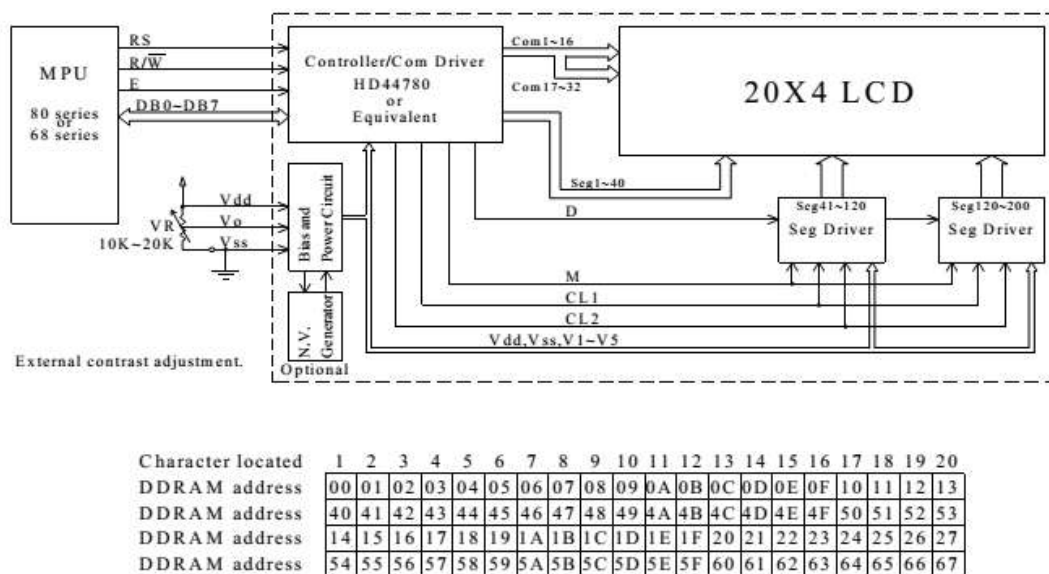 MPU
80 series
or
68 series
RS
R/W̅
E
DB0~DB7
Controller/Com Driver
HD44780
or
Equivalent
Com1~16
Com17~32
20X4 LCD
Seg1~40
D
Seg41~120
Seg Driver
Seg120~200
Seg Driver
Vdd
Vo
Vss
VR
10K~20K
Bias and
Power Circuit
N.V.
Generator
Optional
M
CL1
CL2
Vdd,Vss,V1~V5
External contrast adjustment.
Character located 1 2 3 4 5 6 7 8 9 10 11 12 13 14 15 16 17 18 19 20
DDRAM address 00 01 02 03 04 05 06 07 08 09 0A 0B 0C 0D 0E 0F 10 11 12 13
DDRAM address 40 41 42 43 44 45 46 47 48 49 4A 4B 4C 4D 4E 4F 50 51 52 53
DDRAM address 14 15 16 17 18 19 1A 1B 1C 1D 1E 1F 20 21 22 23 24 25 26 27
DDRAM address 54 55 56 57 58 59 5A 5B 5C 5D 5E 5F 60 61 62 63 64 65 66 67